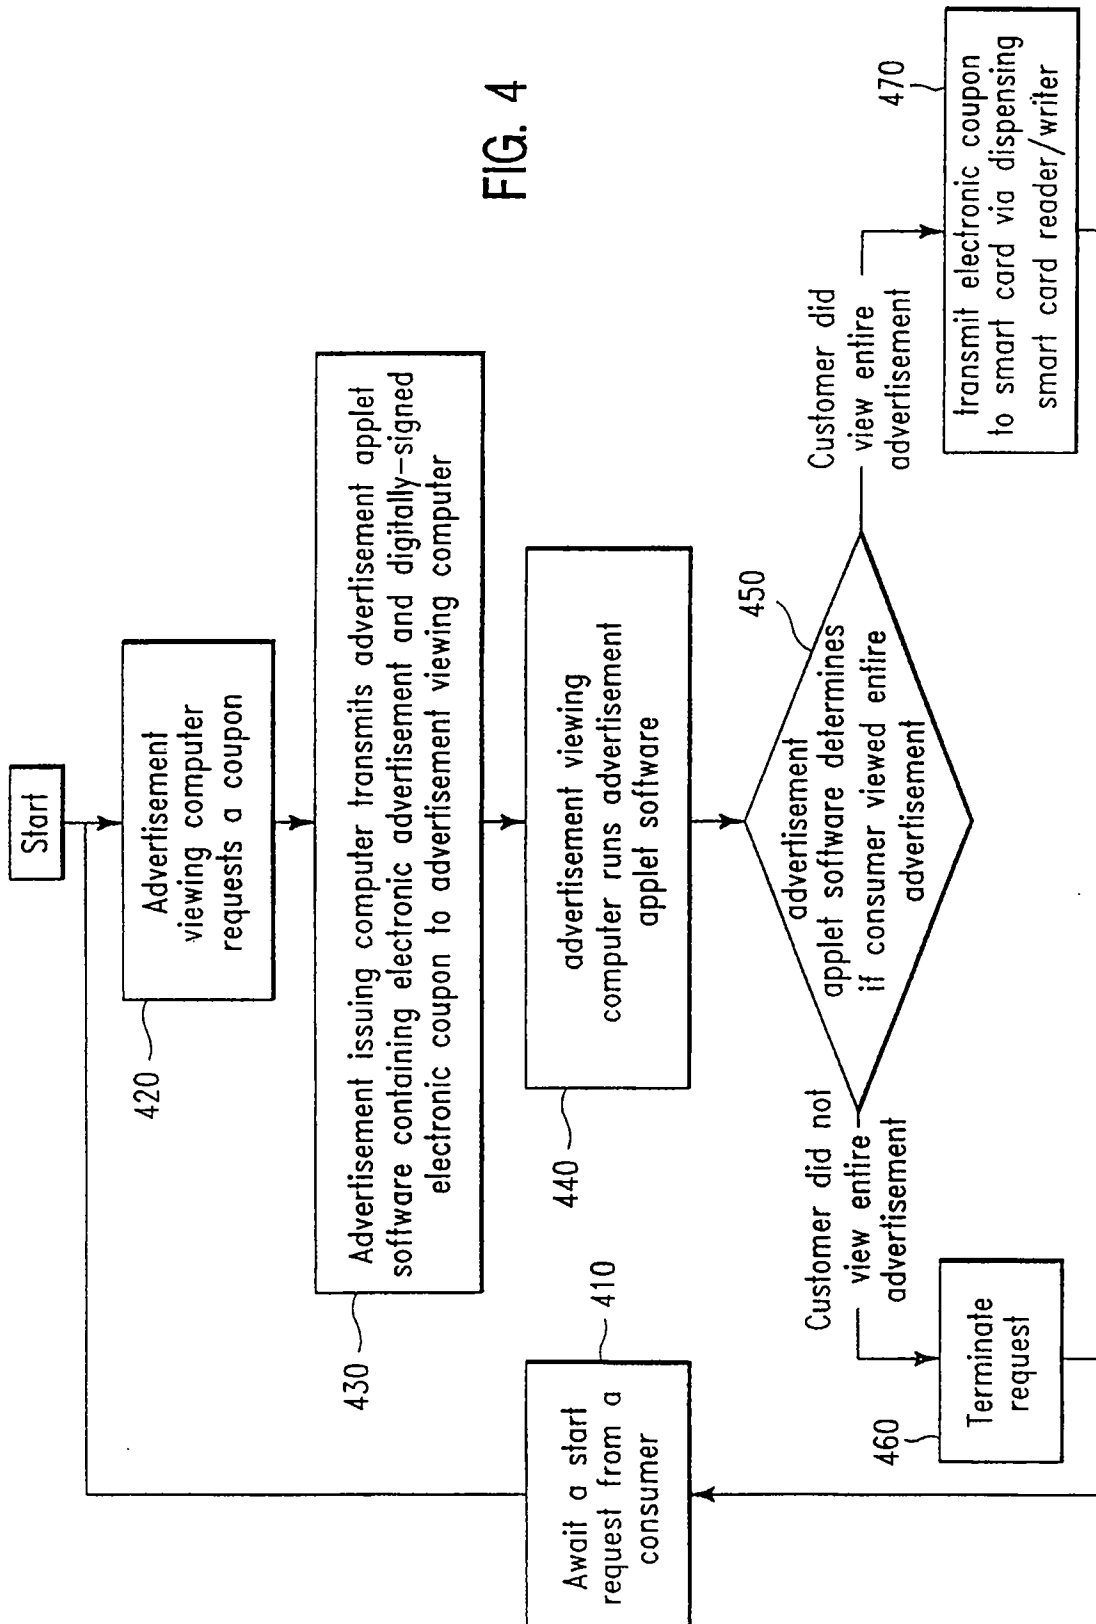 FIG. 4
Start
Advertisement
viewing computer
requests a coupon
420
Advertisement issuing computer transmits advertisement applet
software containing electronic advertisement and digitally-signed
electronic coupon to advertisement viewing computer
430
advertisement viewing
computer runs advertisement
applet software
440
Await a start
request from a
consumer
410
advertisement
applet software determines
if consumer viewed entire
advertisement
450
Customer did not
view entire
advertisement
Customer did
view entire
advertisement
Terminate
request
460
transmit electronic coupon
to smart card via dispensing
smart card reader/writer
470